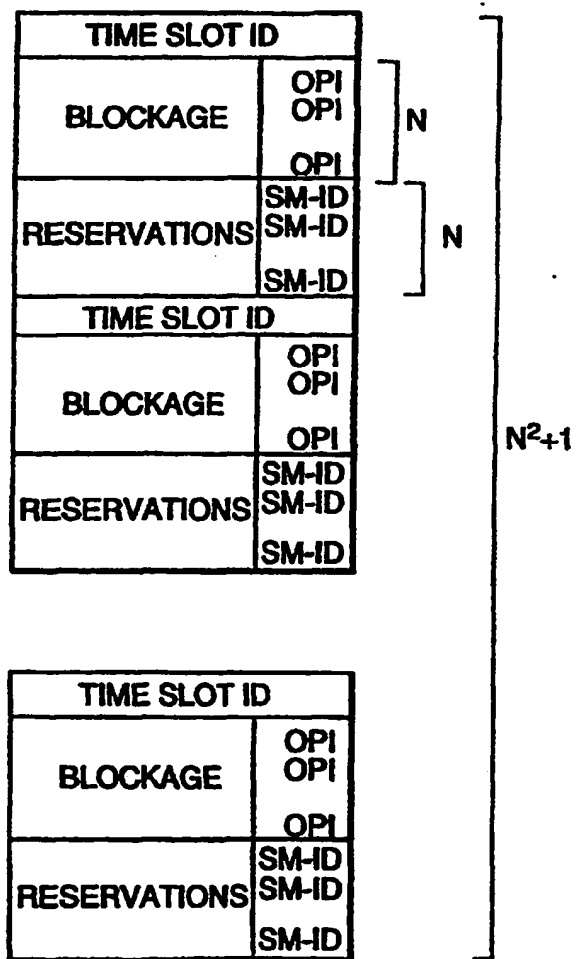 TIME SLOT ID
BLOCKAGE
OPI
OPI
OPI
N
RESERVATIONS
SM-ID
SM-ID
SM-ID
N
TIME SLOT ID
BLOCKAGE
OPI
OPI
OPI
RESERVATIONS
SM-ID
SM-ID
SM-ID
N²+1
TIME SLOT ID
BLOCKAGE
OPI
OPI
OPI
RESERVATIONS
SM-ID
SM-ID
SM-ID